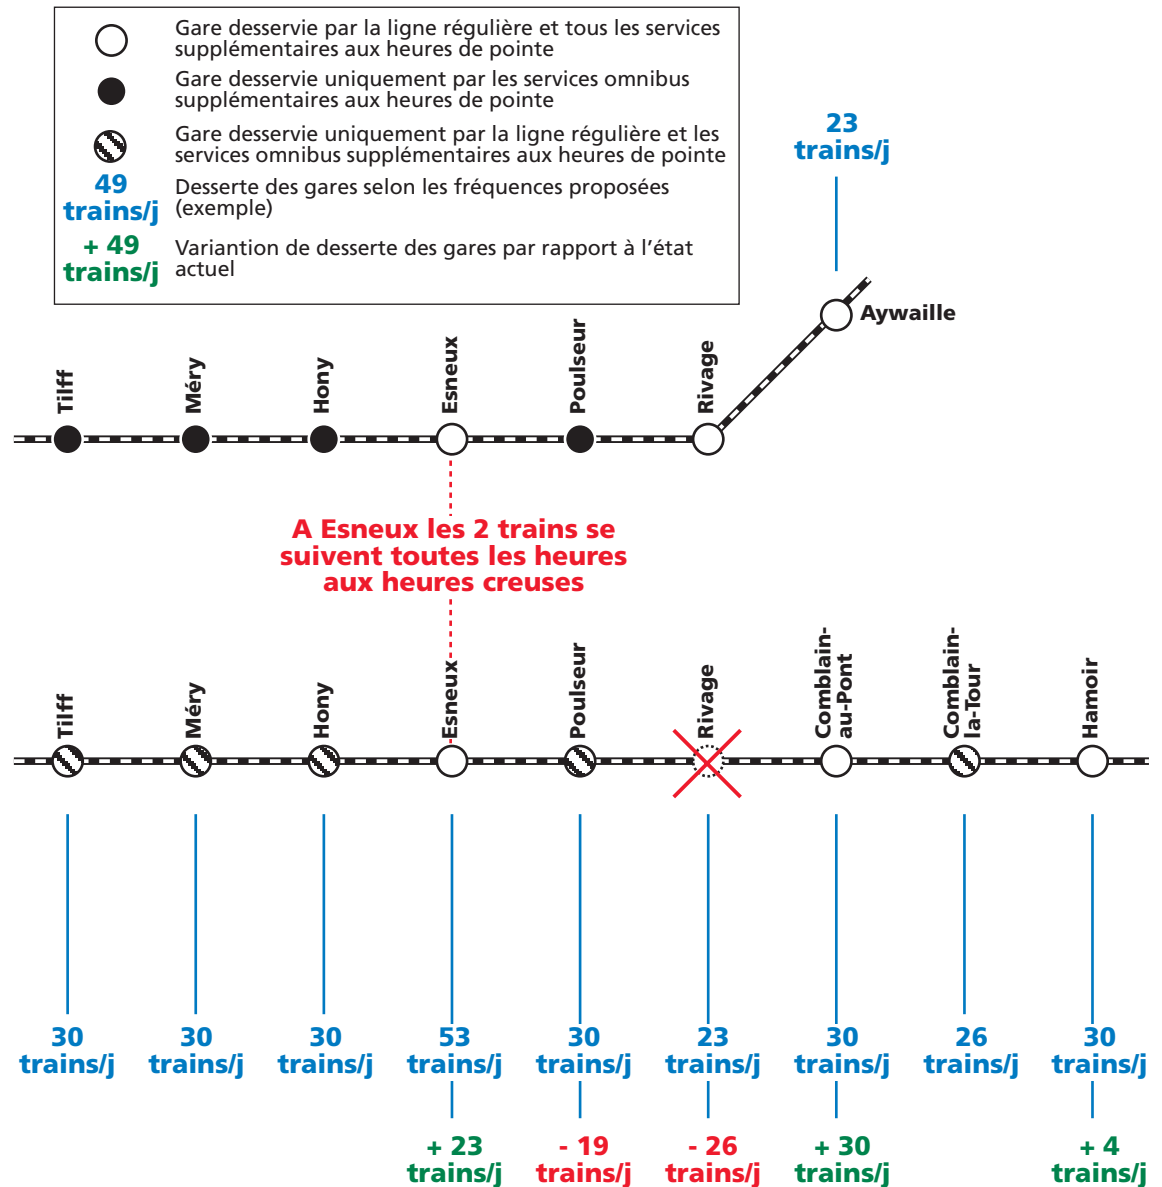 Gare desservie par la ligne régulière et tous les services
supplémentaires aux heures de pointe
Gare desservie uniquement par les services omnibus
supplémentaires aux heures de pointe
Gare desservie uniquement par la ligne régulière et les
services omnibus supplémentaires aux heures de pointe
49
trains/j
Desserte des gares selon les fréquences proposées
(exemple)
+ 49
trains/j
Variantion de desserte des gares par rapport à l'état
actuel
23
trains/j
Aywaille
Tilff
Méry
Hony
Esneux
Poulseur
Rivage
A Esneux les 2 trains se
suivent toutes les heures
aux heures creuses
Tilff
Méry
Hony
Esneux
Poulseur
Rivage
Comblain-
au-Pont
Comblain-
la-Tour
Hamoir
30
trains/j
30
trains/j
30
trains/j
53
trains/j
30
trains/j
23
trains/j
30
trains/j
26
trains/j
30
trains/j
+ 23
trains/j
- 19
trains/j
- 26
trains/j
+ 30
trains/j
+ 4
trains/j